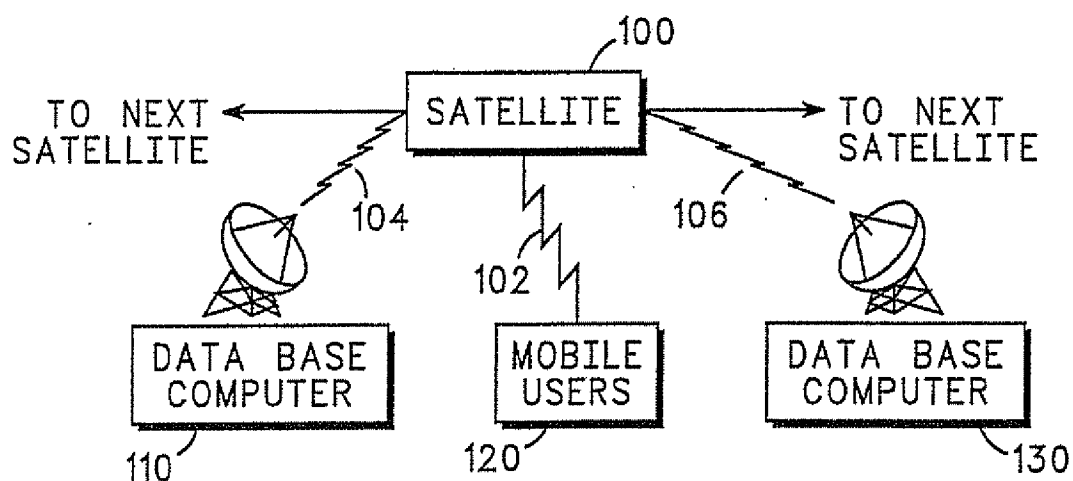 100
SATELLITE
TO NEXT
SATELLITE
TO NEXT
SATELLITE
104
106
102
DATA BASE
COMPUTER
MOBILE
USERS
DATA BASE
COMPUTER
110
120
130